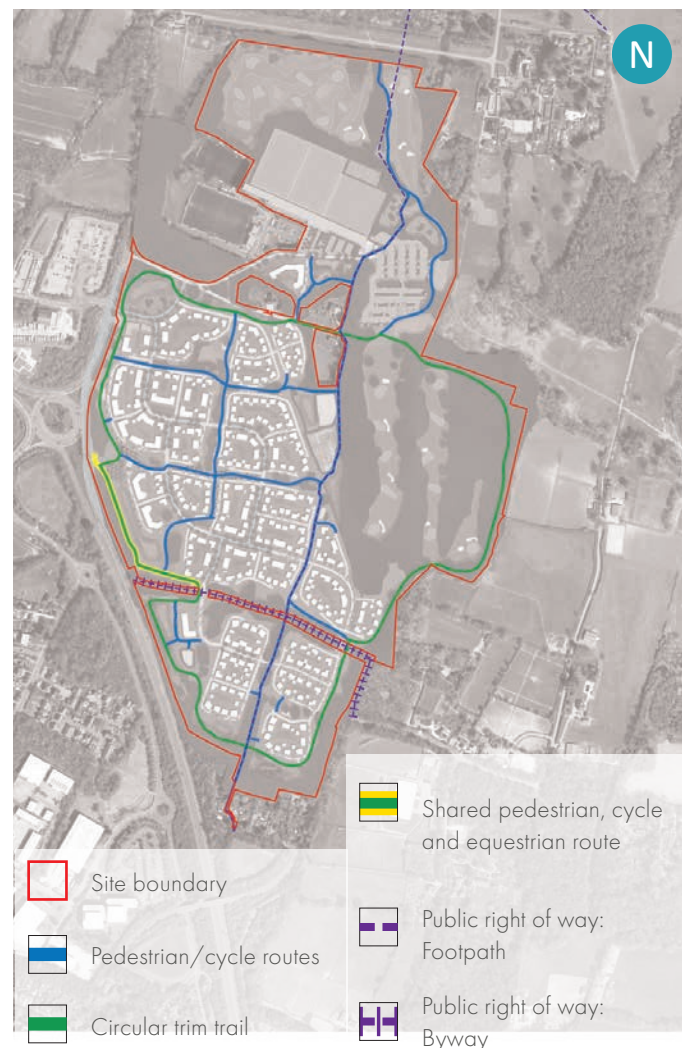 N
Site boundary
Pedestrian/cycle routes
Circular trim trail
Shared pedestrian, cycle
and equestrian route
Public right of way:
Footpath
Public right of way:
Byway